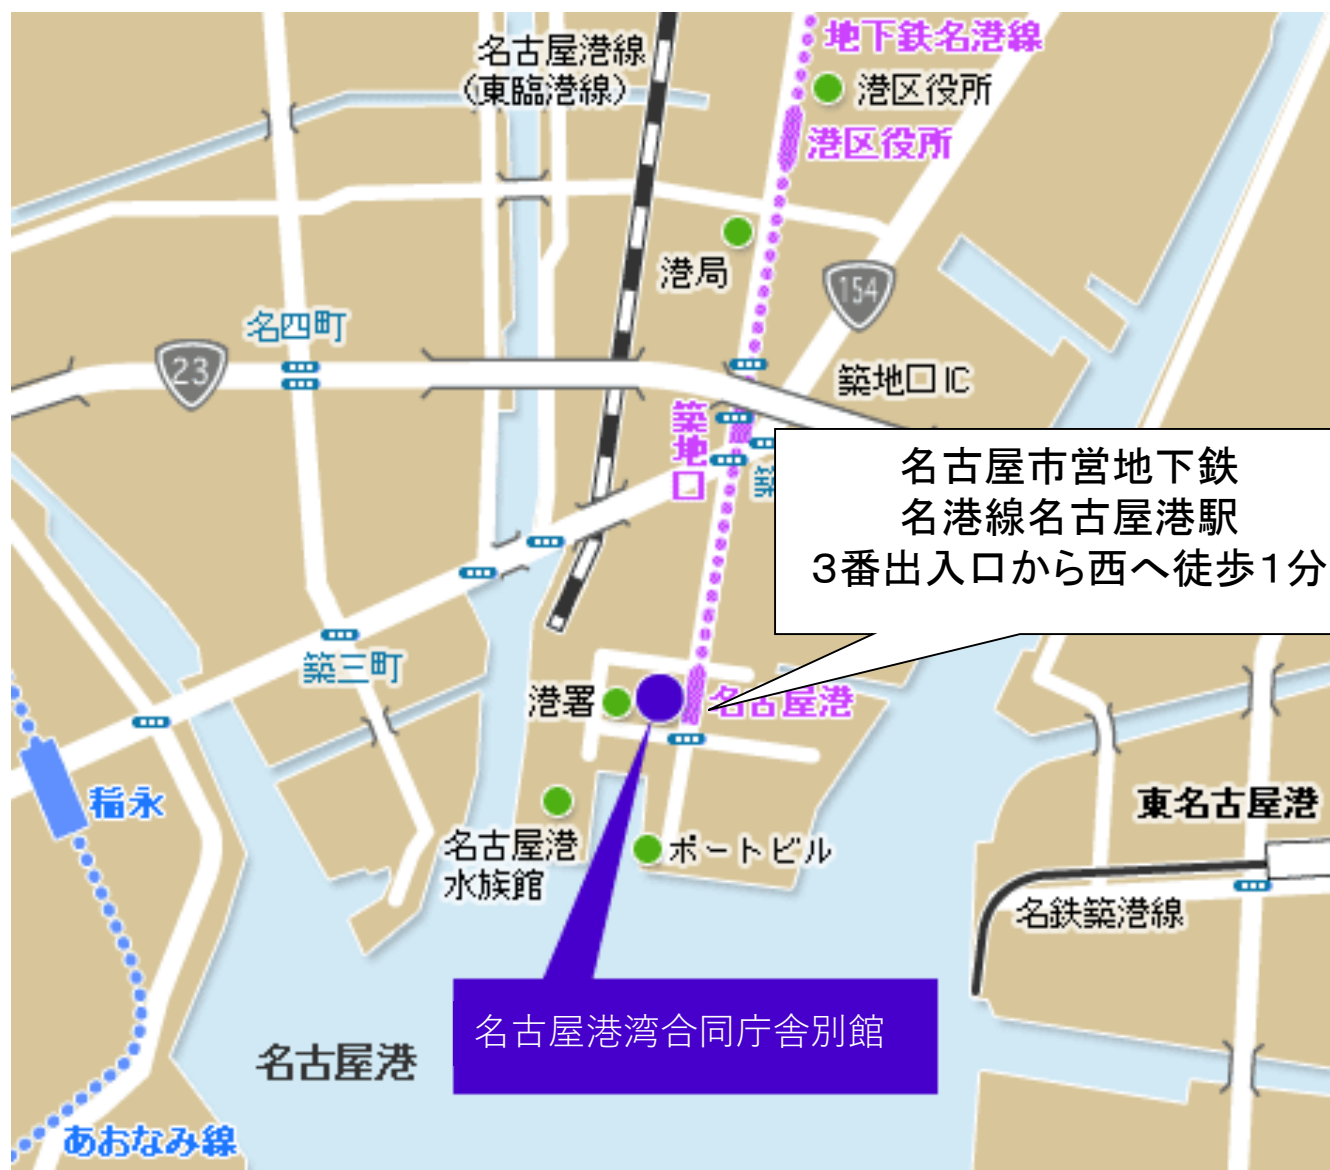 地下鉄名港線
名古屋港線
(東臨港線)
港区役所
港区役所
港局
154
名四町
23
築地口IC
築地口
築
名古屋市営地下鉄
名港線名古屋港駅
3番出入口から西へ徒歩1分
築三町
港署
名古屋港
稲永
東名古屋港
名古屋港
水族館
ポートビル
名鉄築港線
名古屋港湾合同庁舎別館
名古屋港
あおなみ線